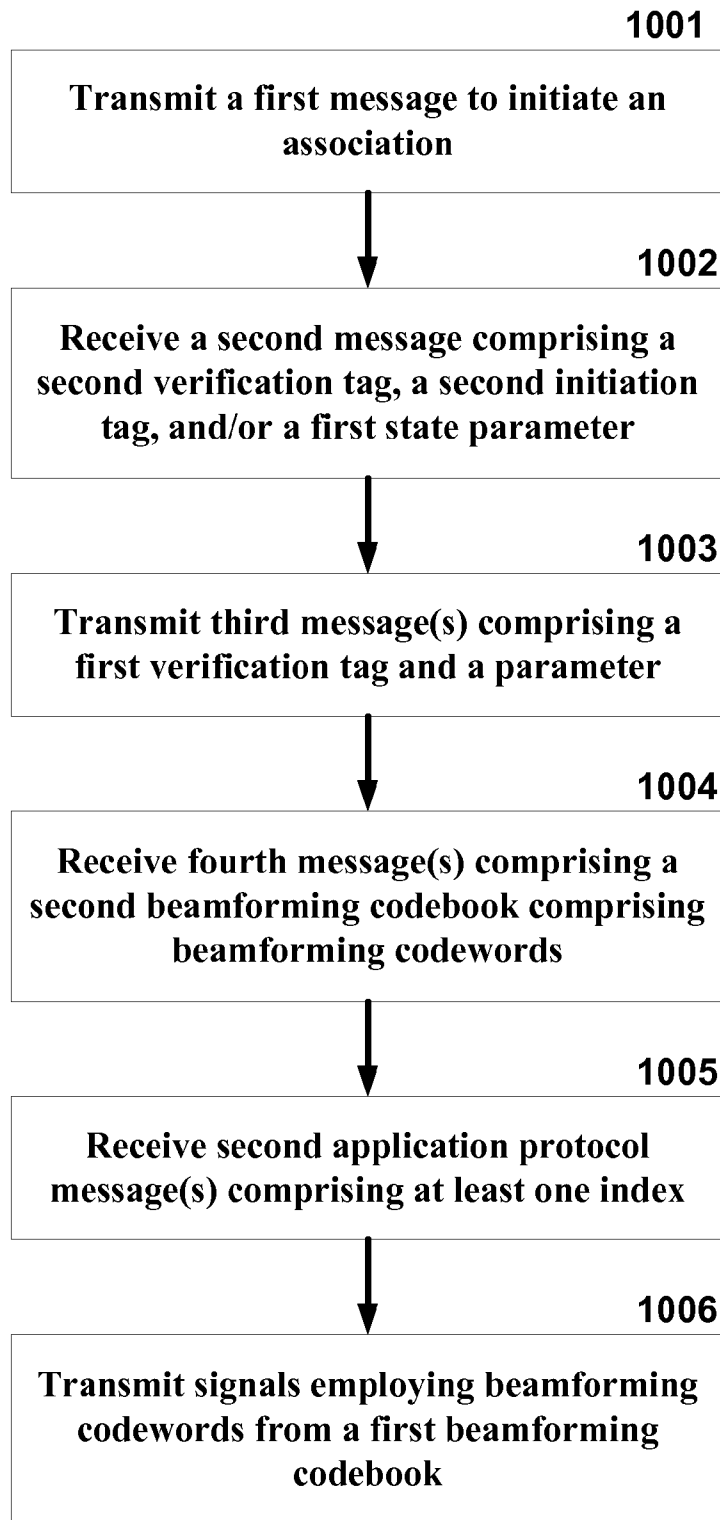 1001
Transmit a first message to initiate an
association
1002
Receive a second message comprising a
second verification tag, a second initiation
tag, and/or a first state parameter
1003
Transmit third message(s) comprising a
first verification tag and a parameter
1004
Receive fourth message(s) comprising a
second beamforming codebook comprising
beamforming codewords
1005
Receive second application protocol
message(s) comprising at least one index
1006
Transmit signals employing beamforming
codewords from a first beamforming
codebook